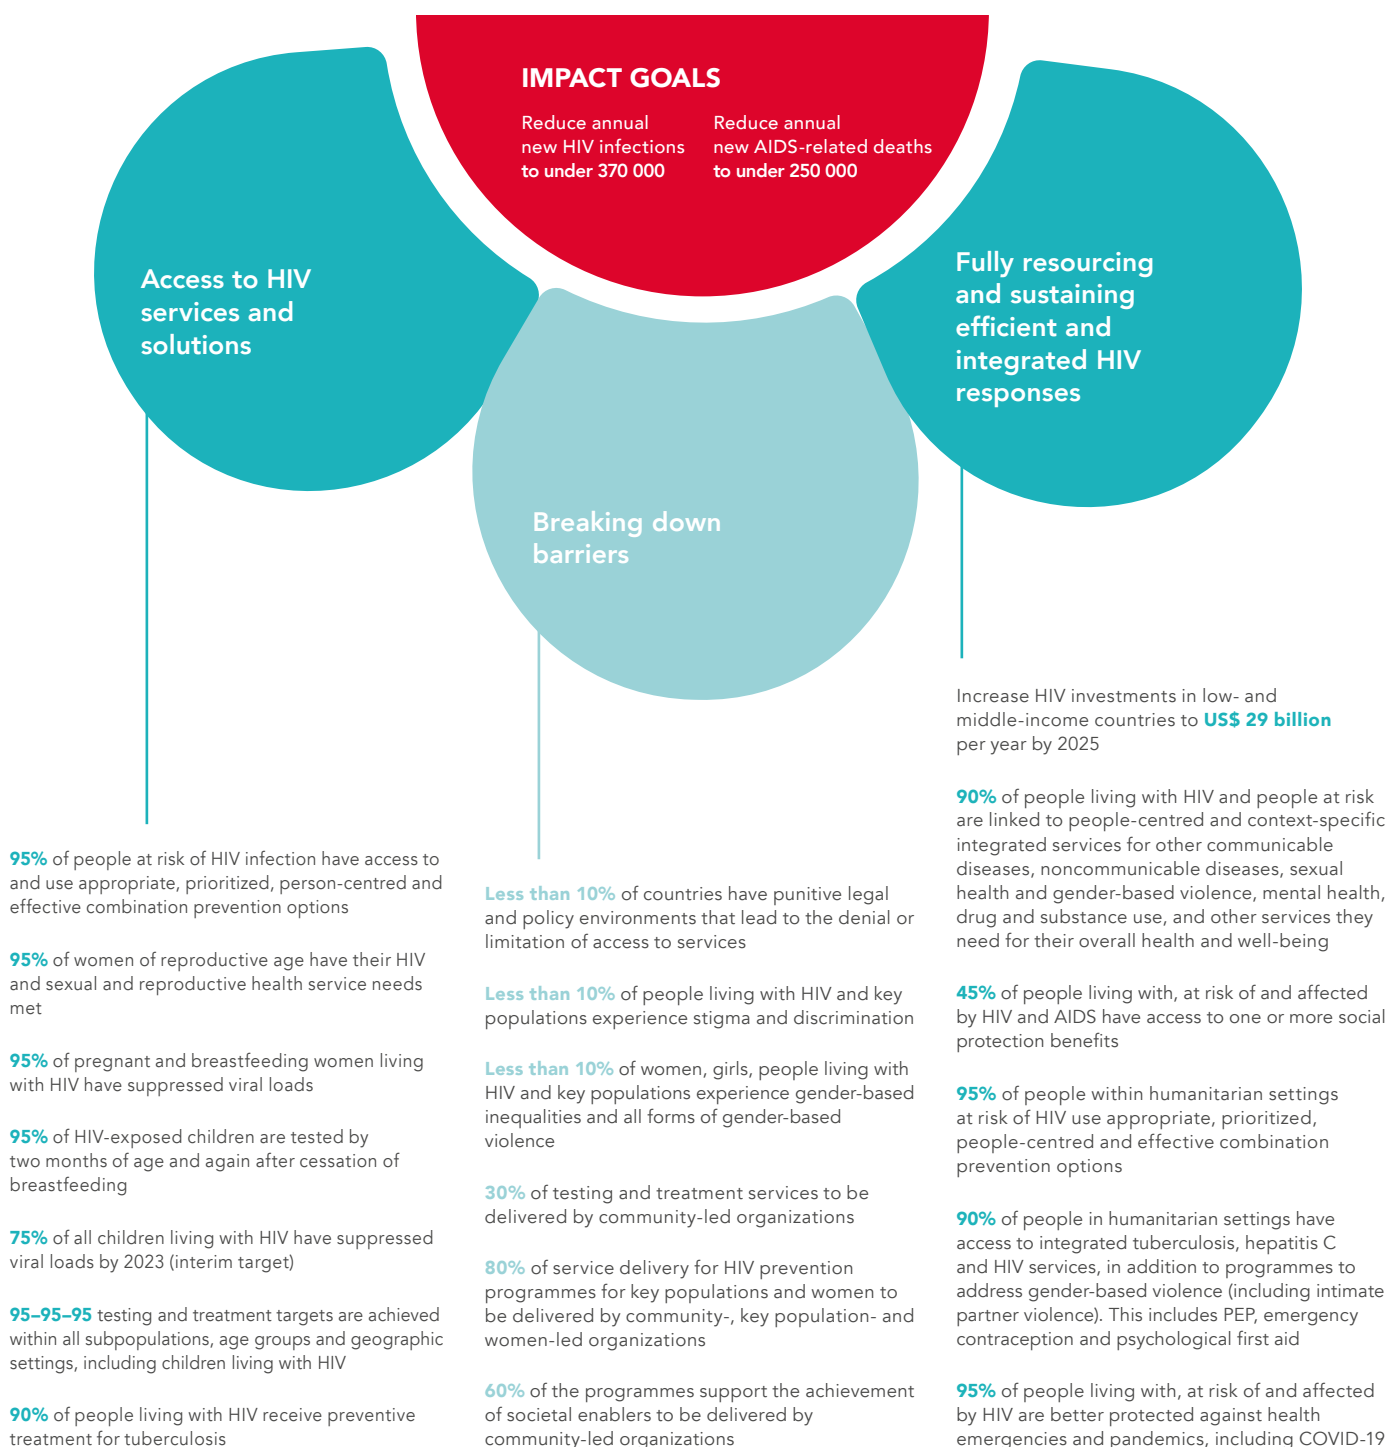 IMPACT GOALS
Reduce annual
new HIV infections
to under 370 000
Reduce annual
new AIDS-related deaths
to under 250 000
Access to HIV
services and
solutions
Breaking down
barriers
Fully resourcing
and sustaining
efficient and
integrated HIV
responses
95% of people at risk of HIV infection have access to
and use appropriate, prioritized, person-centred and
effective combination prevention options
95% of women of reproductive age have their HIV
and sexual and reproductive health service needs
met
95% of pregnant and breastfeeding women living
with HIV have suppressed viral loads
95% of HIV-exposed children are tested by
two months of age and again after cessation of
breastfeeding
75% of all children living with HIV have suppressed
viral loads by 2023 (interim target)
95–95–95 testing and treatment targets are achieved
within all subpopulations, age groups and geographic
settings, including children living with HIV
90% of people living with HIV receive preventive
treatment for tuberculosis
Less than 10% of countries have punitive legal
and policy environments that lead to the denial or
limitation of access to services
Less than 10% of people living with HIV and key
populations experience stigma and discrimination
Less than 10% of women, girls, people living with
HIV and key populations experience gender-based
inequalities and all forms of gender-based
violence
30% of testing and treatment services to be
delivered by community-led organizations
80% of service delivery for HIV prevention
programmes for key populations and women to
be delivered by community-, key population- and
women-led organizations
60% of the programmes support the achievement
of societal enablers to be delivered by
community-led organizations
Increase HIV investments in low- and
middle-income countries to US$ 29 billion
per year by 2025
90% of people living with HIV and people at risk
are linked to people-centred and context-specific
integrated services for other communicable
diseases, noncommunicable diseases, sexual
health and gender-based violence, mental health,
drug and substance use, and other services they
need for their overall health and well-being
45% of people living with, at risk of and affected
by HIV and AIDS have access to one or more social
protection benefits
95% of people within humanitarian settings
at risk of HIV use appropriate, prioritized,
people-centred and effective combination
prevention options
90% of people in humanitarian settings have
access to integrated tuberculosis, hepatitis C
and HIV services, in addition to programmes to
address gender-based violence (including intimate
partner violence). This includes PEP, emergency
contraception and psychological first aid
95% of people living with, at risk of and affected
by HIV are better protected against health
emergencies and pandemics, including COVID-19